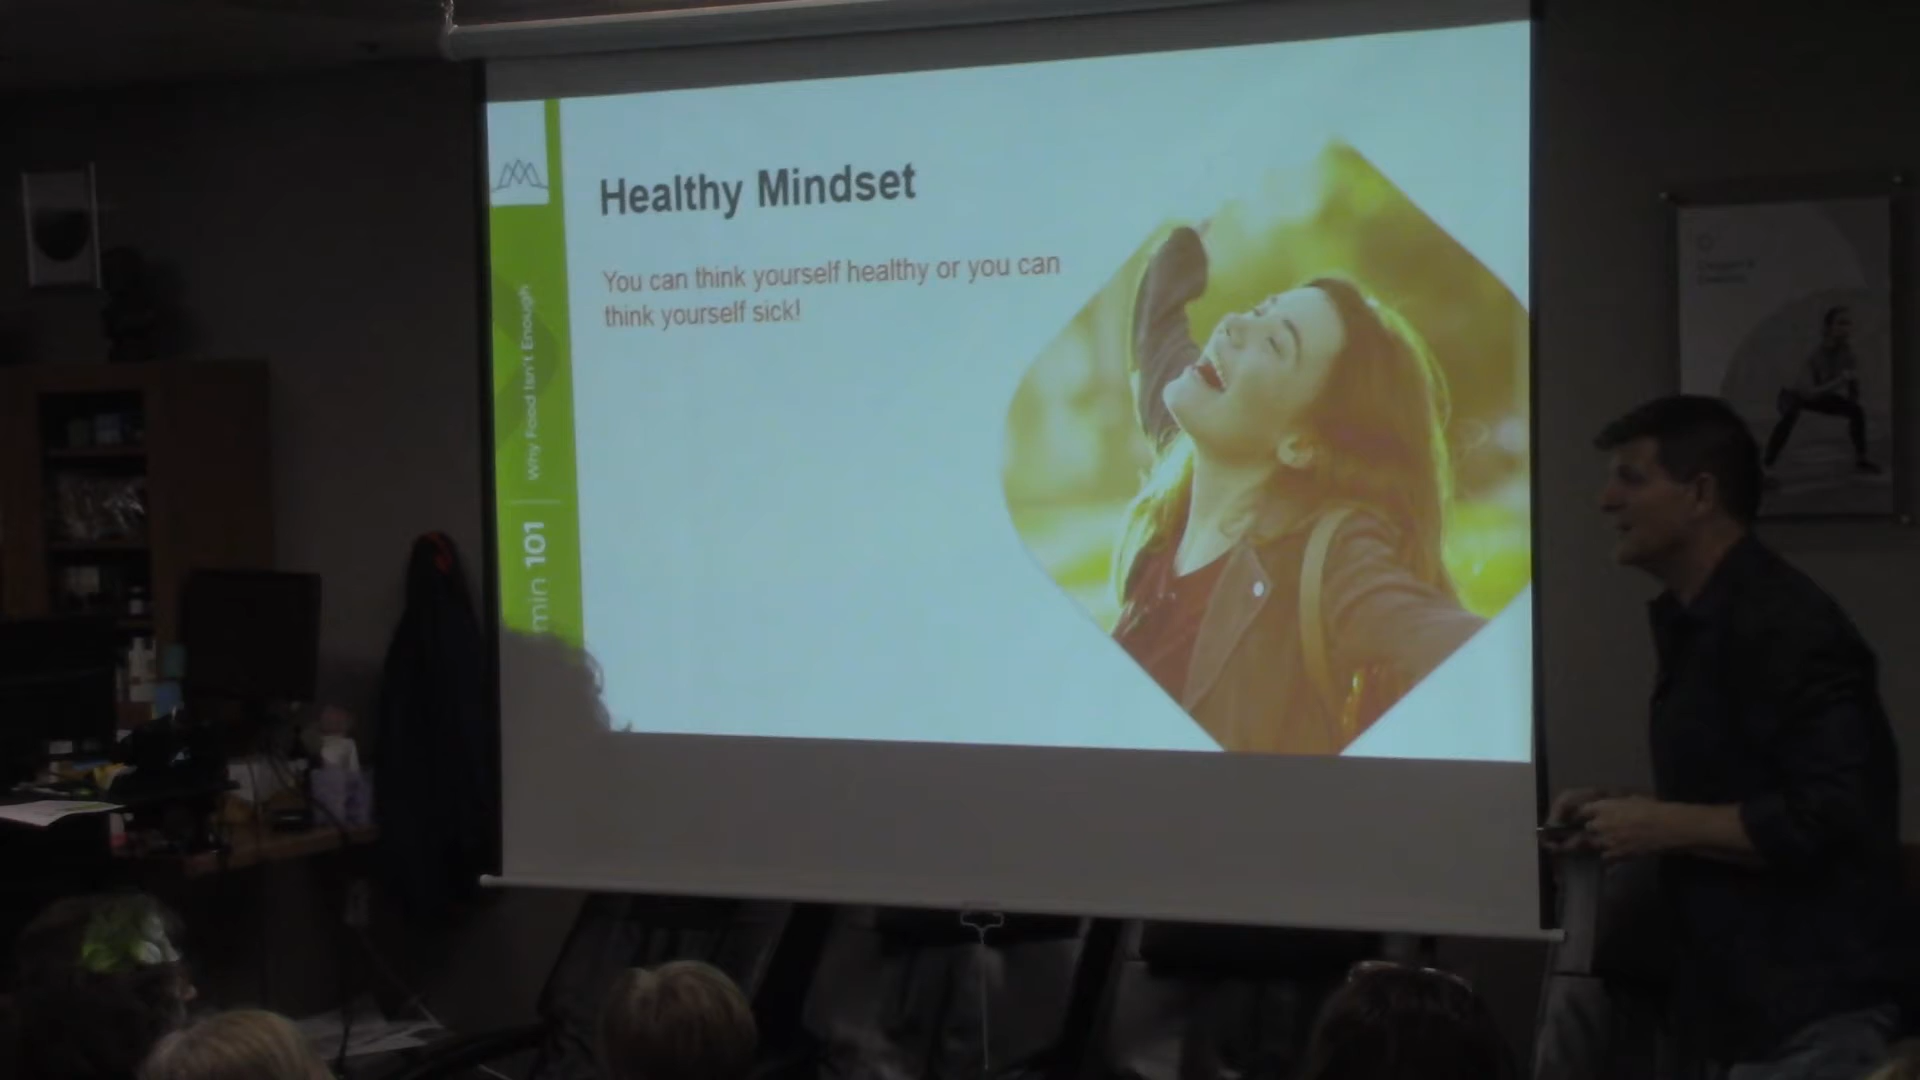 Healthy Mindset
You can think yourself healthy or you can
think yourself sick!
min 101
Why Food Isn't Enough